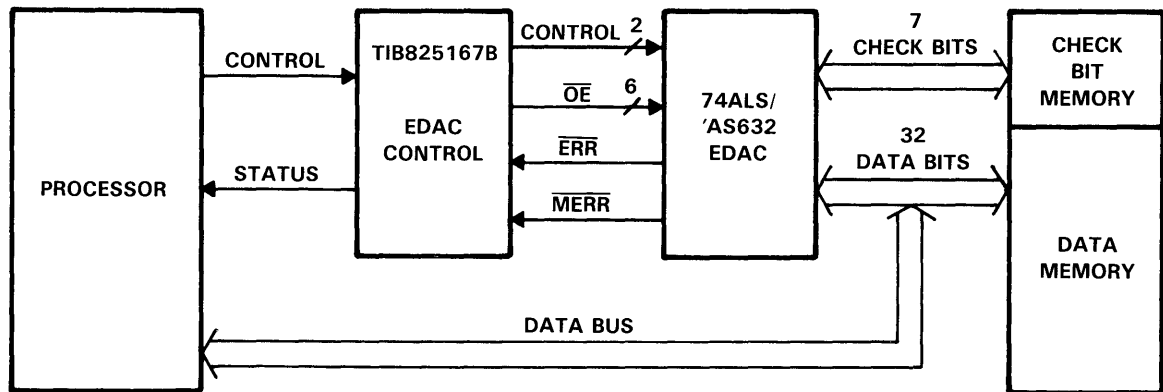 PROCESSOR
CONTROL
STATUS
TIB825167B
EDAC
CONTROL
CONTROL 2
OE 6
ERR
MERR
74ALS/
'AS632
EDAC
7
CHECK BITS
32
DATA BITS
CHECK
BIT
MEMORY
DATA
MEMORY
DATA BUS